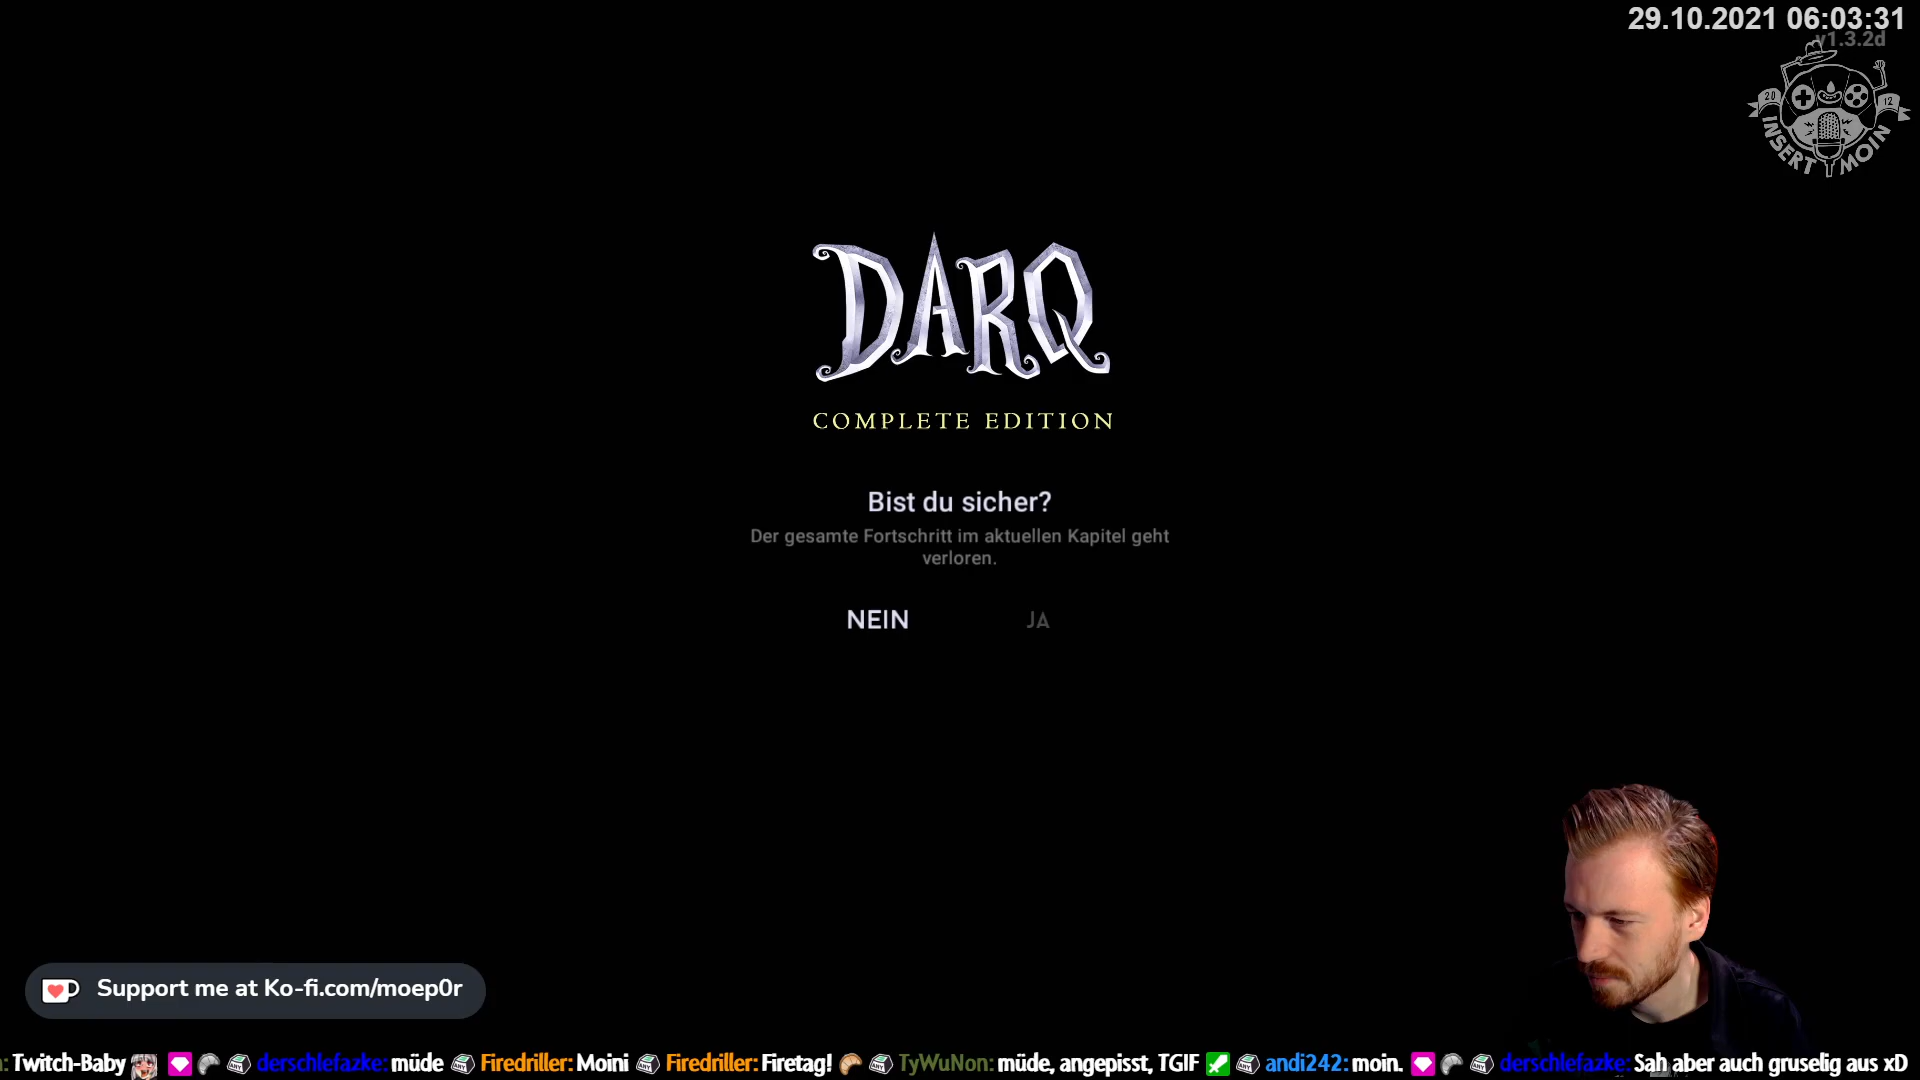 29.10.2021 06:03:31
v1.3.2d
20 12
INSERT MOIN
DARQ
COMPLETE EDITION
Bist du sicher?
Der gesamte Fortschritt im aktuellen Kapitel geht
verloren.
NEIN JA
Support me at Ko-fi.com/moep0r
: Twitch-Baby derschlefazke: müde Firedriller: Moini Firedriller: Firetag! TyWuNon: müde, angepisst, TGIF andi242: moin. derschlefazke: Sah aber auch gruselig aus xD